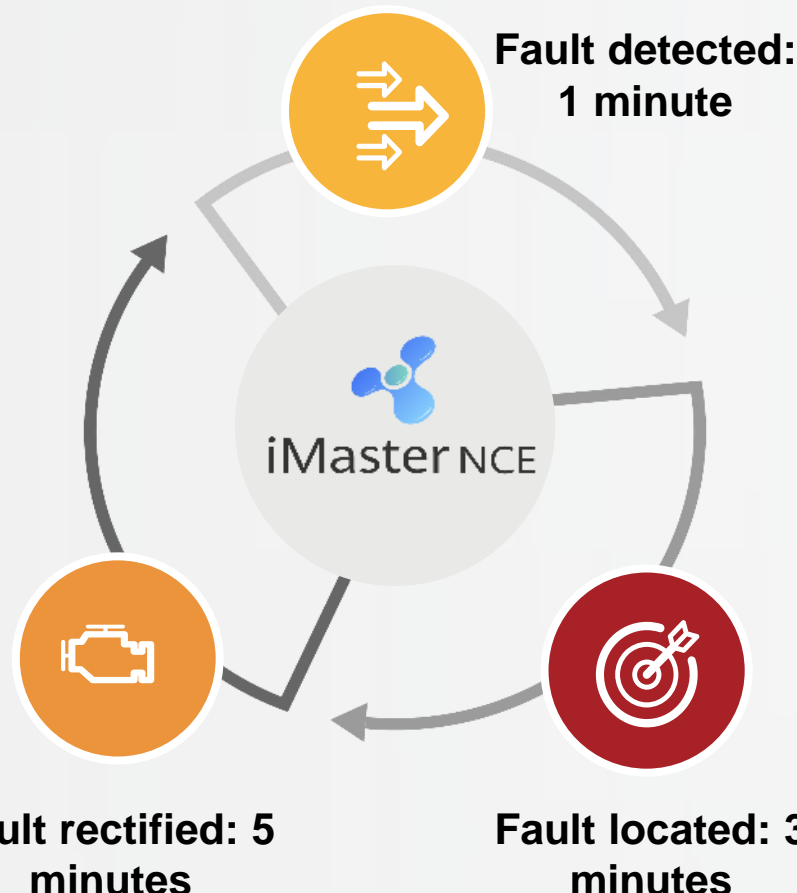 Fault detected:
1 minute
iMaster NCE
ult rectified: 5
minutes
Fault located: 3
minutes